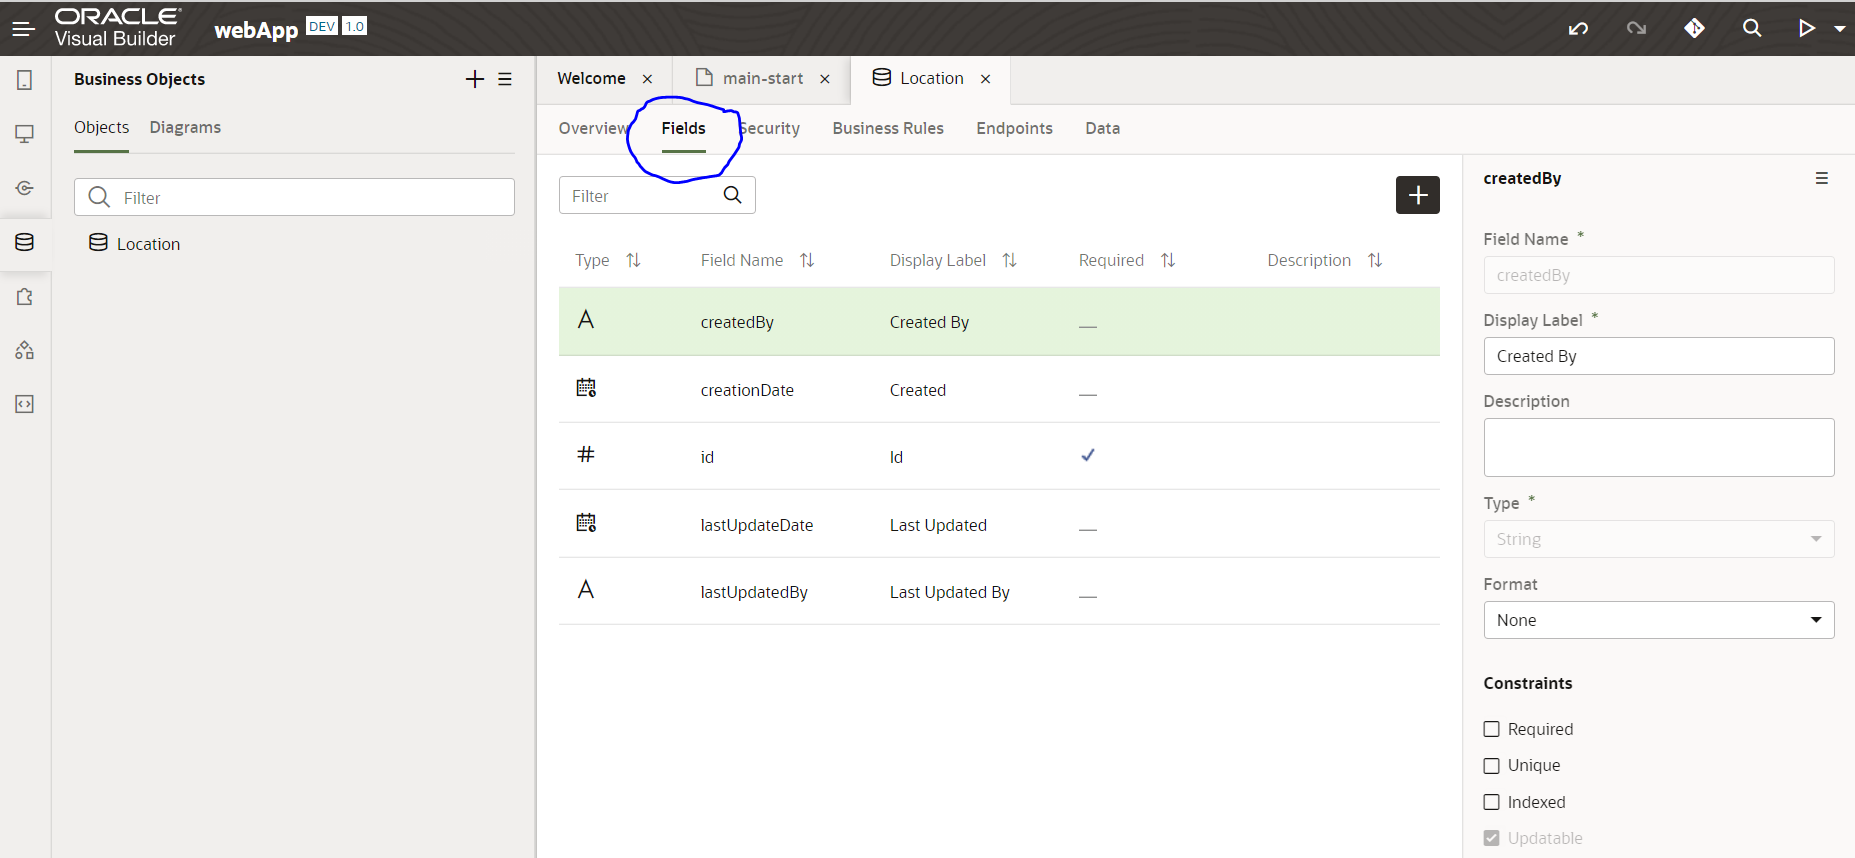 ORACLE
Visual Builder
webApp DEV 1.0
Business Objects
Objects Diagrams
Filter
Location
Welcome × main-start × Location ×
Overview Fields Security Business Rules Endpoints Data
Filter
Type Field Name Display Label Required Description
A createdBy Created By
creationDate Created
# id Id
lastUpdateDate Last Updated
A lastUpdatedBy Last Updated By
createdBy
Field Name *
createdBy
Display Label *
Created By
Description
Type *
String
Format
None
Constraints
Required
Unique
Indexed
Updatable